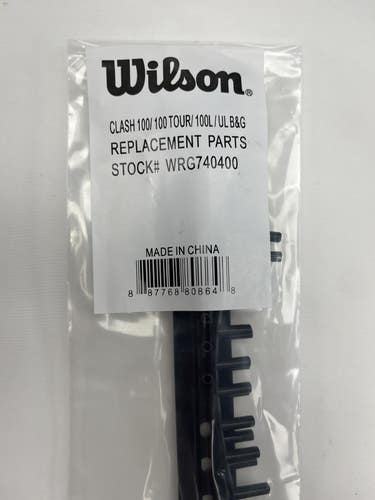 Wilson®
CLASH 100/ 100 TOUR/ 100L / UL B&G
REPLACEMENT PARTS
STOCK# WRG740400
MADE IN CHINA
8 87768 80864 8